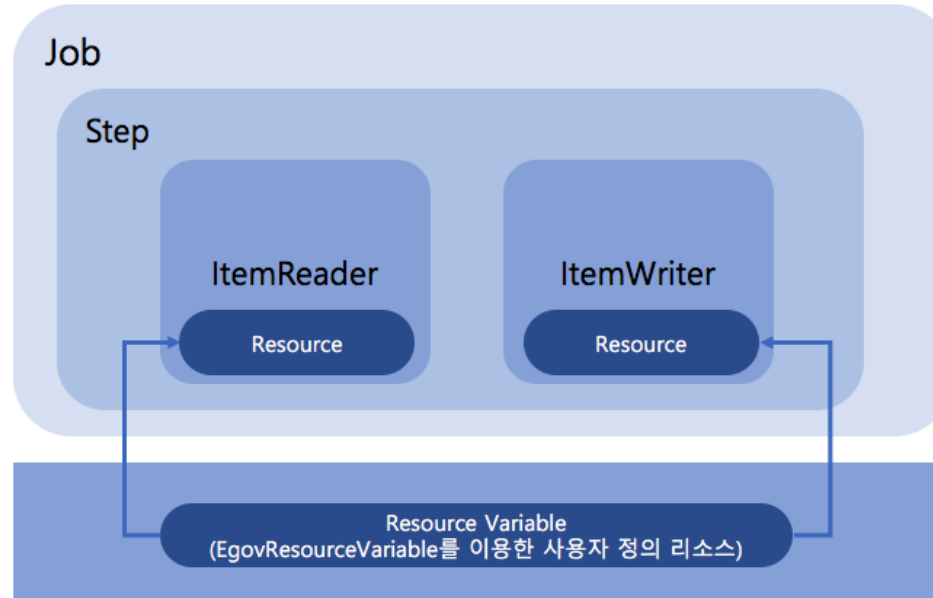 Job
Step
ItemReader
ItemWriter
Resource
Resource
Resource Variable
(EgovResourceVariable를 이용한 사용자 정의 리소스)